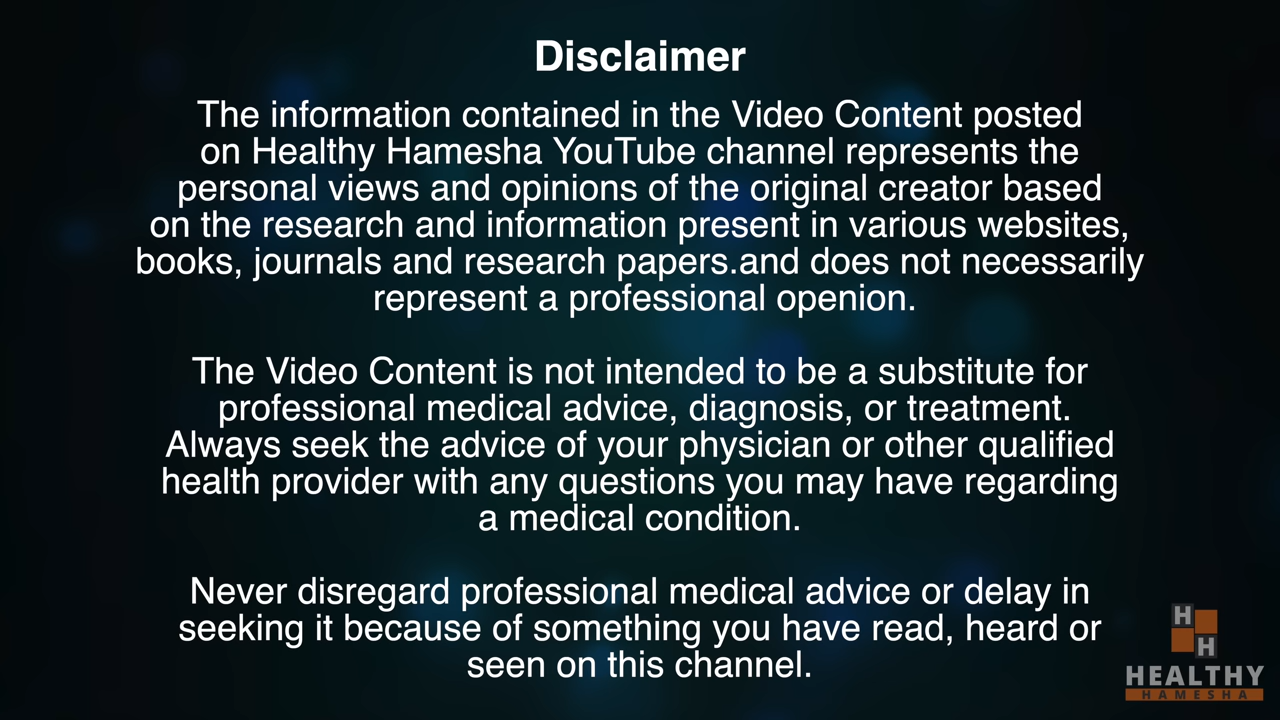 Disclaimer
The information contained in the Video Content posted
on Healthy Hamesha YouTube channel represents the
personal views and opinions of the original creator based
on the research and information present in various websites,
books, journals and research papers.and does not necessarily
represent a professional openion.
The Video Content is not intended to be a substitute for
professional medical advice, diagnosis, or treatment.
Always seek the advice of your physician or other qualified
health provider with any questions you may have regarding
a medical condition.
Never disregard professional medical advice or delay in
seeking it because of something you have read, heard or
seen on this channel.
H
H
HEALTHY
HAMESHA